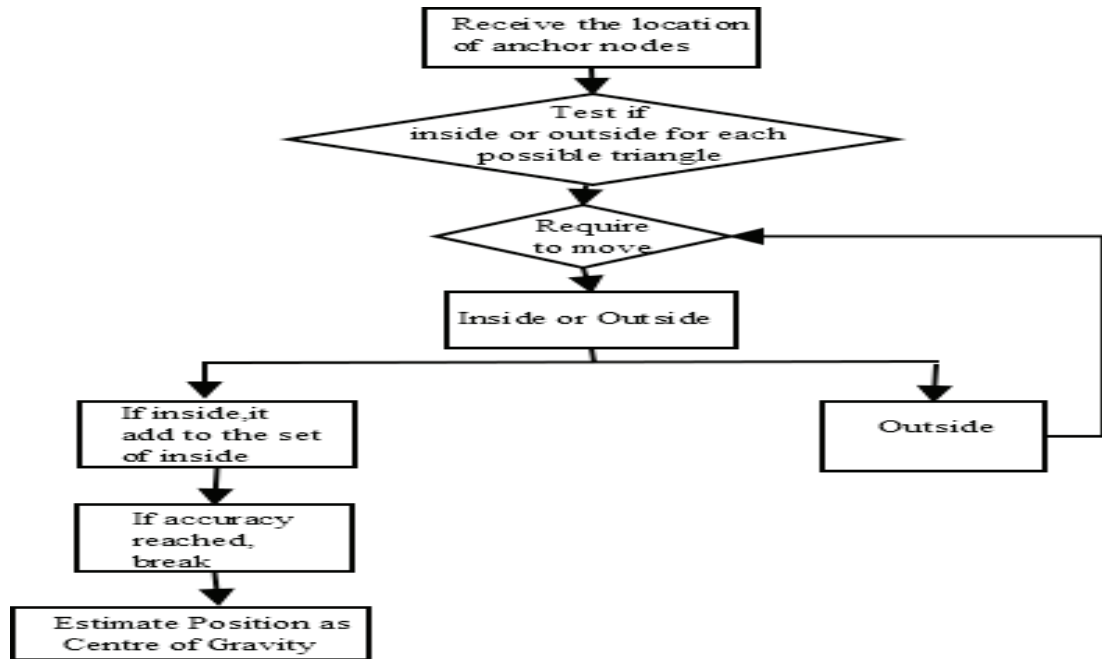 Receive the location
of anchor nodes
Test if
inside or outside for each
possible triangle
Require
to move
Inside or Outside
If inside,it
add to the set
of inside
Outside
If accuracy
reached,
break
Estimate Position as
Centre of Gravity